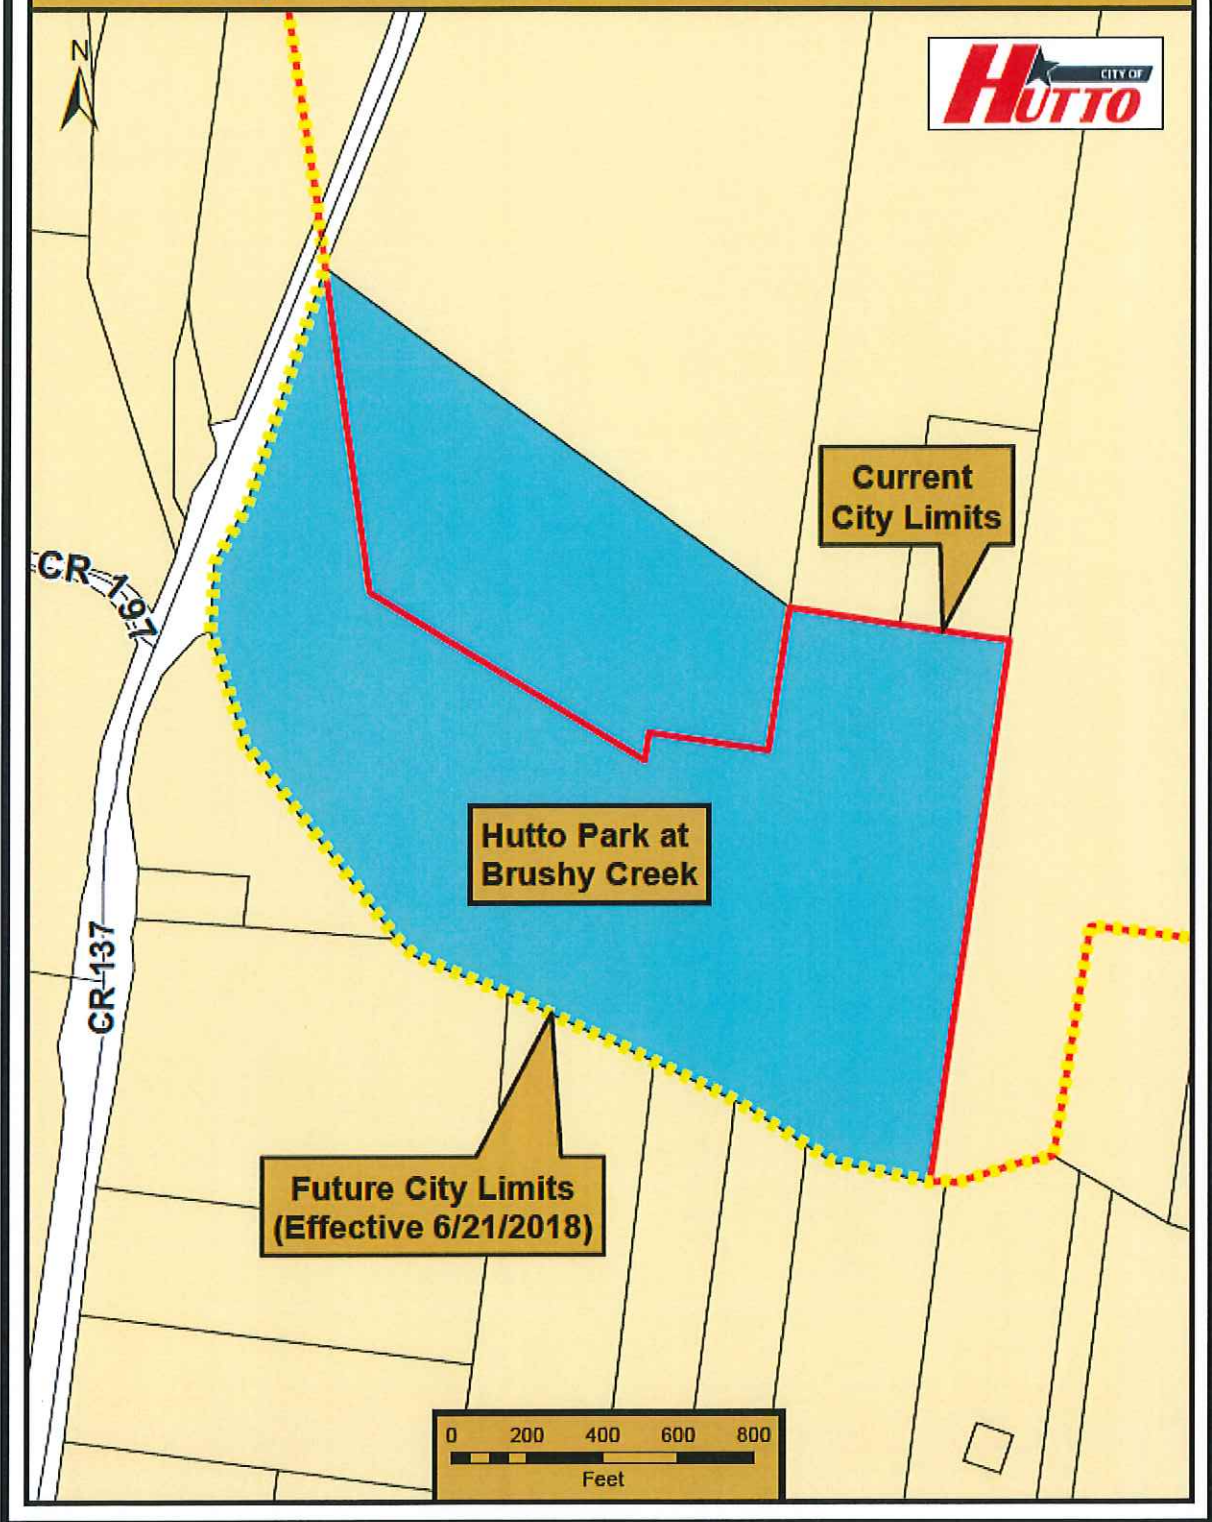 N
CITY OF
HUTTO
Current
City Limits
CR 197
Hutto Park at
Brushy Creek
CR 137
Future City Limits
(Effective 6/21/2018)
0 200 400 600 800
Feet